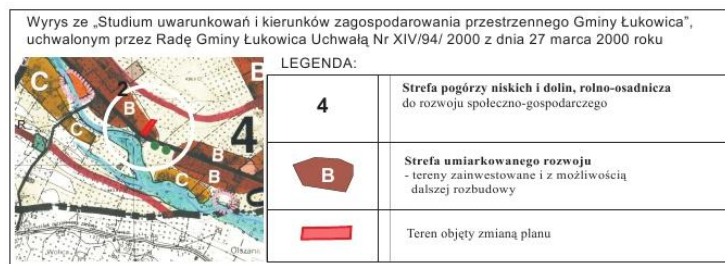 Wyrys ze „Studium uwarunkowań i kierunków zagospodarowania przestrzennego Gminy Łukowica”,
uchwalonym przez Radę Gminy Łukowica Uchwałą Nr XIV/94/ 2000 z dnia 27 marca 2000 roku
LEGENDA:
C
B
2
B
4
R
C
B
B
C
4
Strefa pogórzy niskich i dolin, rolno-osadnicza
do rozwoju społeczno-gospodarczego
B
Strefa umiarkowanego rozwoju
- tereny zainwestowane i z możliwością
dalszej rozbudowy
Teren objęty zmianą planu